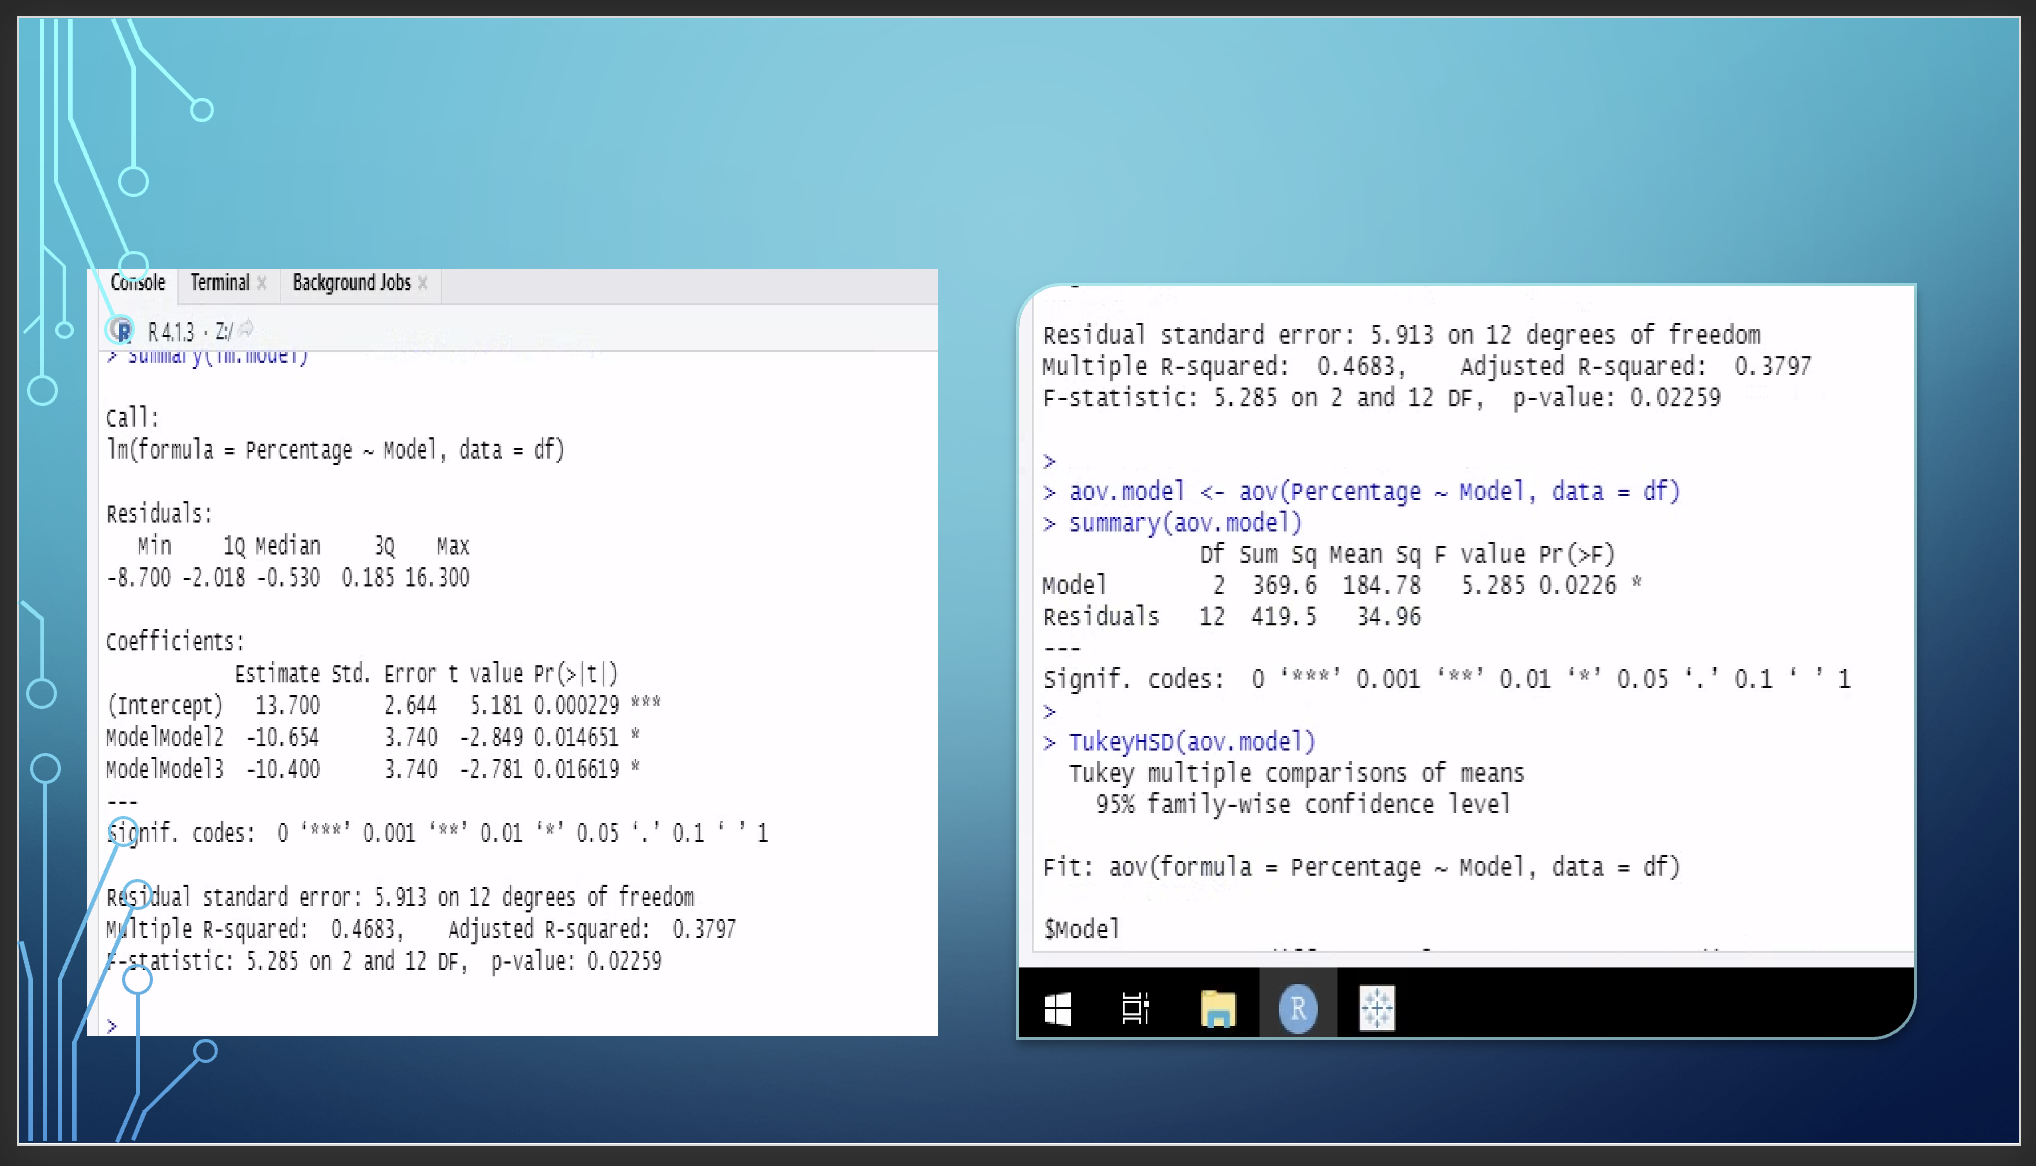 Console Terminal Background Jobs
R 4.1.3 · Z:/
> summary(lm.model)
Call:
lm(formula = Percentage ~ Model, data = df)
Residuals:
Min 1Q Median 3Q Max
-8.700 -2.018 -0.530 0.185 16.300
Coefficients:
Estimate Std. Error t value Pr(>|t|)
(Intercept) 13.700 2.644 5.181 0.000229 ***
ModelModel2 -10.654 3.740 -2.849 0.014651 *
ModelModel3 -10.400 3.740 -2.781 0.016619 *
---
Signif. codes: 0 ‘***’ 0.001 ‘**’ 0.01 ‘*’ 0.05 ‘.’ 0.1 ‘ ’ 1
Residual standard error: 5.913 on 12 degrees of freedom
Multiple R-squared: 0.4683, Adjusted R-squared: 0.3797
F-statistic: 5.285 on 2 and 12 DF, p-value: 0.02259
>
Residual standard error: 5.913 on 12 degrees of freedom
Multiple R-squared: 0.4683, Adjusted R-squared: 0.3797
F-statistic: 5.285 on 2 and 12 DF, p-value: 0.02259
>
> aov.model <- aov(Percentage ~ Model, data = df)
> summary(aov.model)
Df Sum Sq Mean Sq F value Pr(>F)
Model 2 369.6 184.78 5.285 0.0226 *
Residuals 12 419.5 34.96
---
Signif. codes: 0 ‘***’ 0.001 ‘**’ 0.01 ‘*’ 0.05 ‘.’ 0.1 ‘ ’ 1
>
> TukeyHSD(aov.model)
Tukey multiple comparisons of means
95% family-wise confidence level
Fit: aov(formula = Percentage ~ Model, data = df)
$Model
R